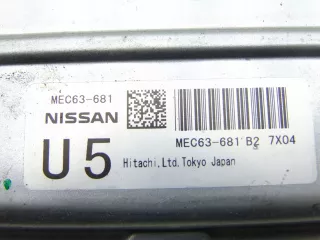 MEC63-681
NISSAN
MEC63-681 B2 7X04
U5
Hitachi,Ltd.Tokyo Japan